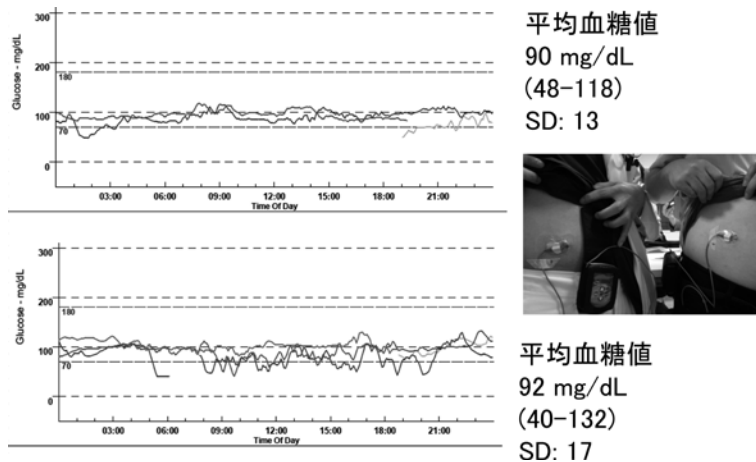 300
200
180
100
70
0
Glucose - mg/dL
03:00 06:00 09:00 12:00 15:00 18:00 21:00
Time Of Day
平均血糖値
90 mg/dL
(48–118)
SD: 13
300
200
180
100
70
0
Glucose - mg/dL
03:00 06:00 09:00 12:00 15:00 18:00 21:00
Time Of Day
平均血糖値
92 mg/dL
(40–132)
SD: 17